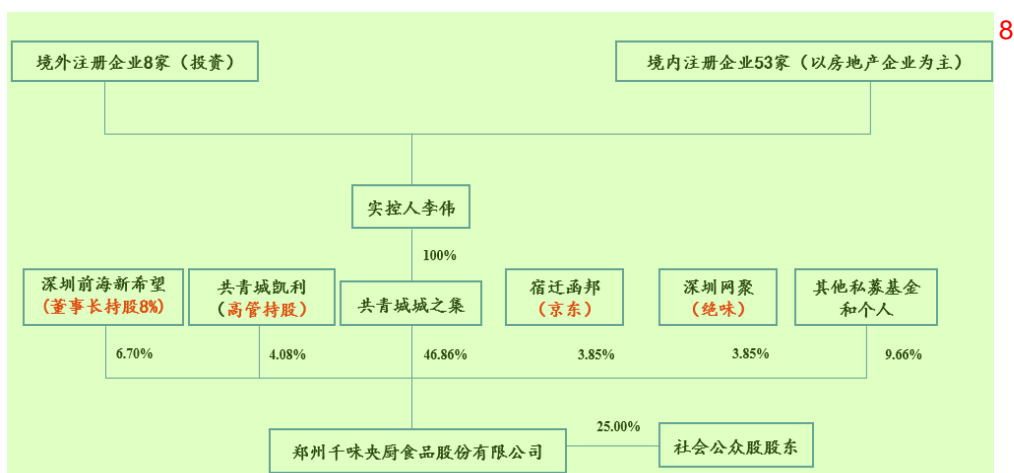 8
境外注册企业8家（投资）
境内注册企业53家（以房地产企业为主）
实控人李伟
100%
深圳前海新希望
(董事长持股8%)
共青城凯利
(高管持股)
共青城城之集
宿迁函邦
(京东)
深圳网聚
(绝味)
其他私募基金
和个人
6.70%
4.08%
46.86%
3.85%
3.85%
9.66%
郑州千味央厨食品股份有限公司
25.00%
社会公众股股东